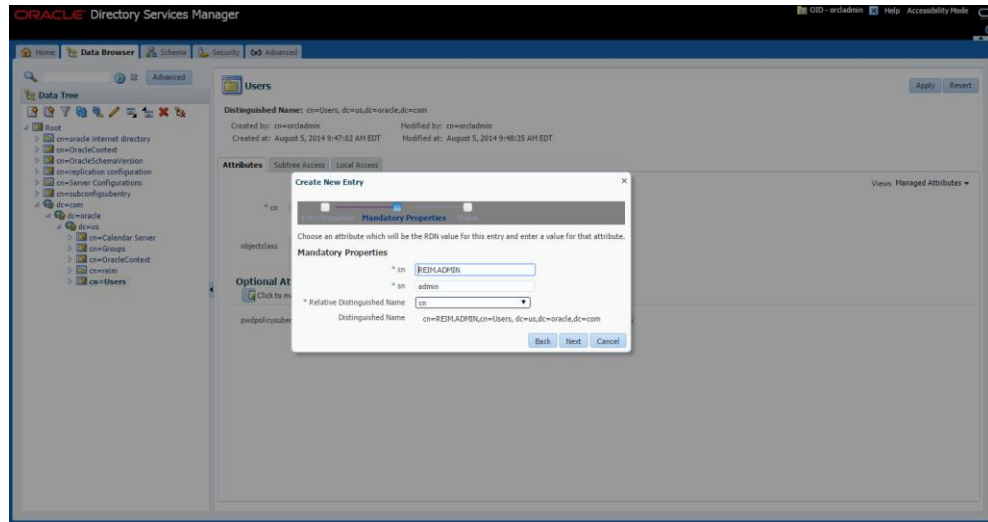 ORACLE Directory Services Manager
OID - orcladmin Help Accessibility Mode
Home Data Browser Schema Security Advanced
Advanced
Data Tree
Root
cn=oracle internet directory
cn=OracleContext
cn=OracleSchemaVersion
cn=replication configuration
cn=Server Configurations
cn=subconfigsubentry
dc=com
dc=oracle
dc=us
cn=Calendar Server
cn=Groups
cn=OracleContext
cn=reim
cn=Users
Users
Apply Revert
Distinguished Name: cn=Users, dc=us,dc=oracle,dc=com
Created by: cn=orcladmin Modified by: cn=orcladmin
Created at: August 5, 2014 9:47:02 AM EDT Modified at: August 5, 2014 9:48:35 AM EDT
Attributes Subtree Access Local Access
Views Managed Attributes
* cn
objectclass
Optional At
Click to m
pwdpolicysuber
Create New Entry
Entry Properties Mandatory Properties Status
Choose an attribute which will be the RDN value for this entry and enter a value for that attribute.
Mandatory Properties
* cn REIM.ADMIN
* sn admin
* Relative Distinguished Name cn
Distinguished Name cn=REIM.ADMIN,cn=Users, dc=us,dc=oracle,dc=com
Back Next Cancel